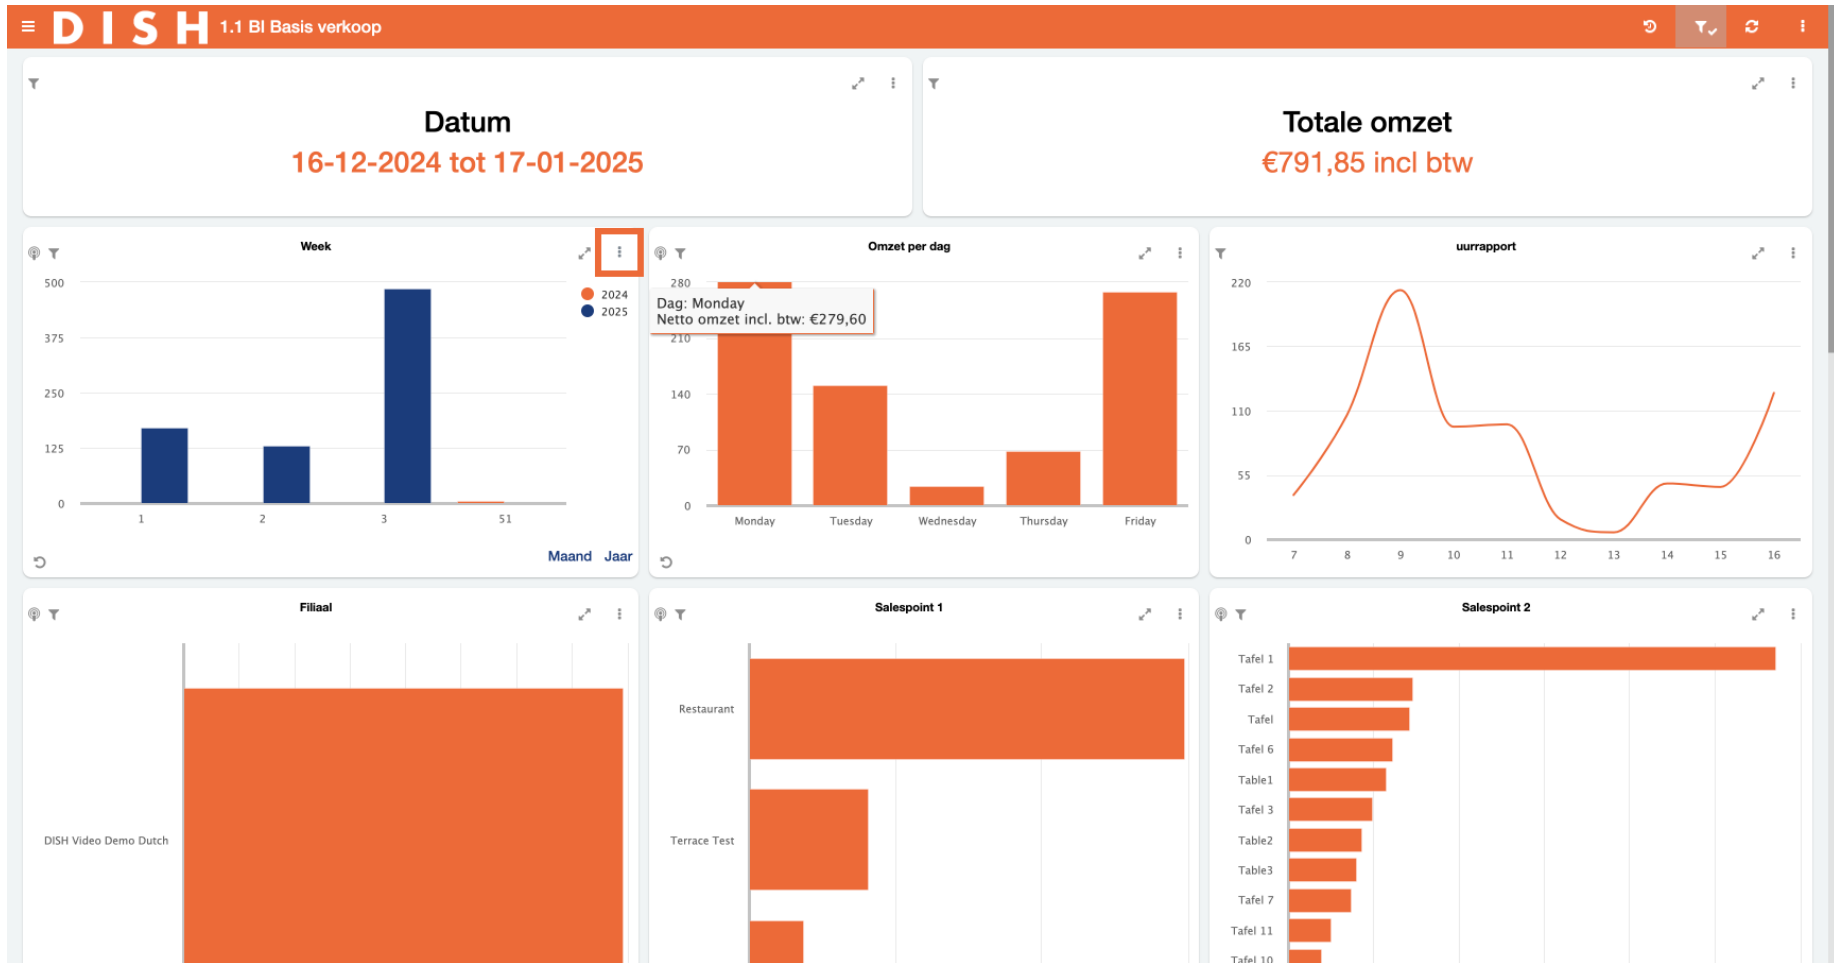 DISH 1.1 BI Basis verkoop
Datum
16-12-2024 tot 17-01-2025
Totale omzet
€791,85 incl btw
Week
500
375
250
125
0
1 2 3 51
2024
2025
Maand Jaar
Omzet per dag
280
Dag: Monday
Netto omzet incl. btw: €279,60
210
140
70
0
Monday Tuesday Wednesday Thursday Friday
uurrapport
220
165
110
55
0
7 8 9 10 11 12 13 14 15 16
Filiaal
DISH Video Demo Dutch
Salespoint 1
Restaurant
Terrace Test
Salespoint 2
Tafel 1
Tafel 2
Tafel
Tafel 6
Table1
Tafel 3
Table2
Table3
Tafel 7
Tafel 11
Tafel 10